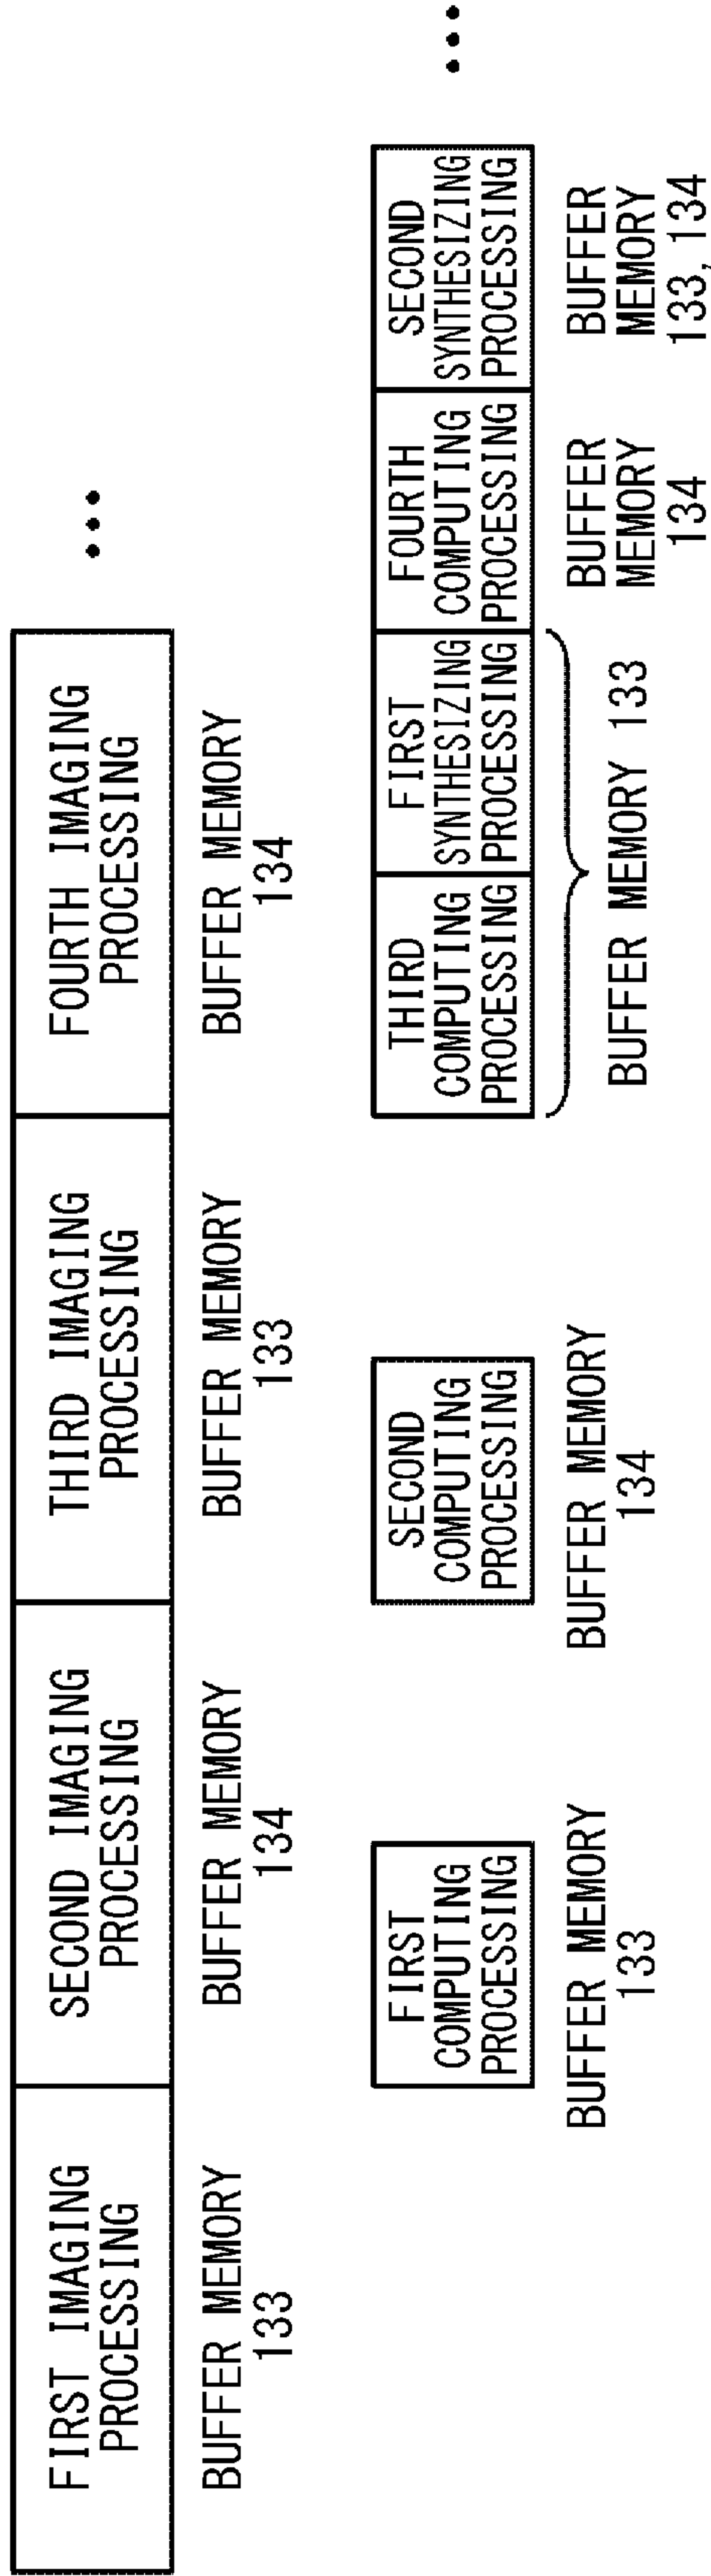 FIRST IMAGING
PROCESSING
SECOND IMAGING
PROCESSING
THIRD IMAGING
PROCESSING
FOURTH IMAGING
PROCESSING
BUFFER MEMORY
133
BUFFER MEMORY
134
BUFFER MEMORY
133
BUFFER MEMORY
134
FIRST
COMPUTING
PROCESSING
SECOND
COMPUTING
PROCESSING
THIRD
COMPUTING
PROCESSING
FIRST
SYNTHESIZING
PROCESSING
FOURTH
COMPUTING
PROCESSING
SECOND
SYNTHESIZING
PROCESSING
BUFFER MEMORY
133
BUFFER MEMORY
134
BUFFER MEMORY 133
BUFFER
MEMORY
134
BUFFER
MEMORY
133, 134